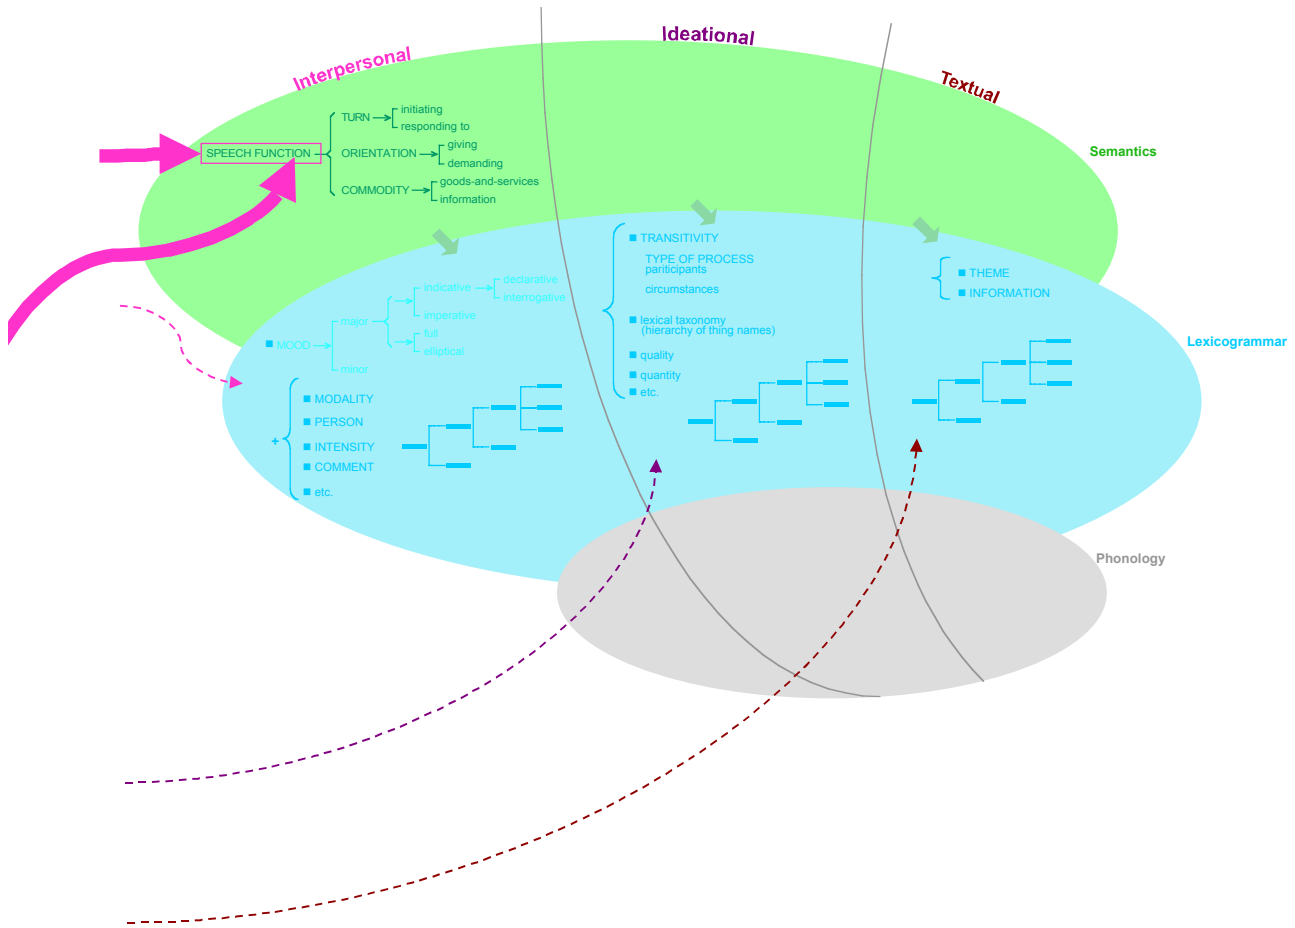 Interpersonal
Ideational
Textual
Semantics
SPEECH FUNCTION
TURN
initiating
responding to
ORIENTATION
giving
demanding
COMMODITY
goods-and-services
information
MOOD
major
indicative
declarative
interrogative
imperative
full
elliptical
minor
+
MODALITY
PERSON
INTENSITY
COMMENT
etc.
TRANSITIVITY
TYPE OF PROCESS
pariticipants
circumstances
lexical taxonomy
(hierarchy of thing names)
quality
quantity
etc.
THEME
INFORMATION
Lexicogrammar
Phonology